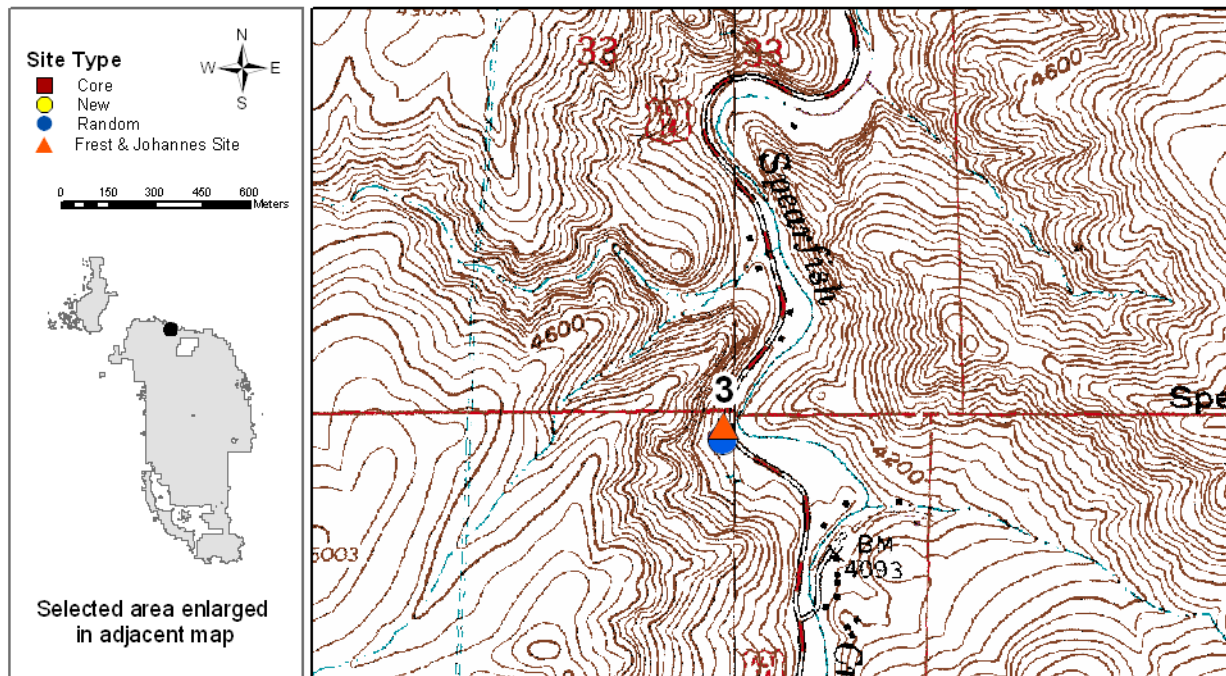 N
W E
S
Site Type
Core
New
Random
Frest & Johannes Site
0 150 300 450 600
Meters
Selected area enlarged
in adjacent map
33 33
4600
Spearfish
4600
3
Spe
4200
5003
BM
4093